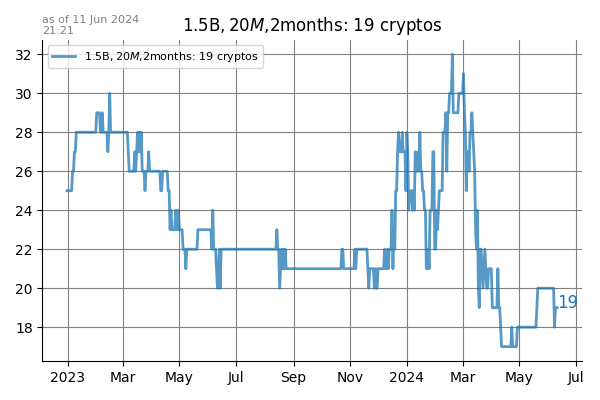 as of 11 Jun 2024
21:21
1.5B, 20M,2months: 19 cryptos
1.5B, 20M,2months: 19 cryptos
32
30
28
26
24
22
20
18
19
2023 Mar May Jul Sep Nov 2024 Mar May Jul